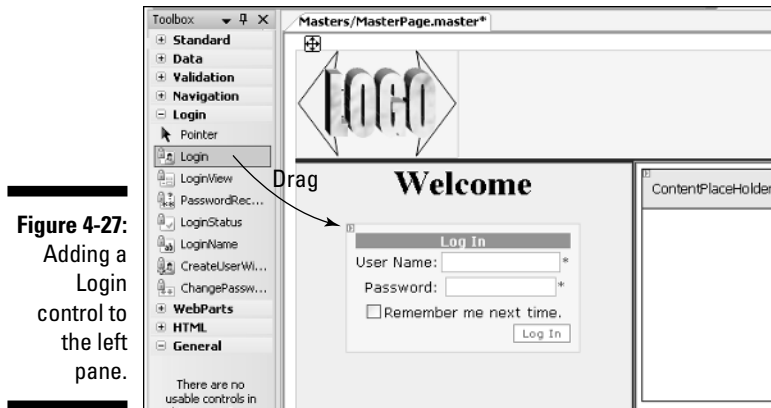 Toolbox
Standard
Data
Validation
Navigation
Login
Pointer
Login
LoginView
PasswordRec...
LoginStatus
LoginName
CreateUserWi...
ChangePassw...
WebParts
HTML
General
There are no
usable controls in
Masters/MasterPage.master*
LOGO
Drag
Welcome
Log In
User Name: *
Password: *
Remember me next time.
Log In
ContentPlaceHolder
Figure 4-27:
Adding a
Login
control to
the left
pane.